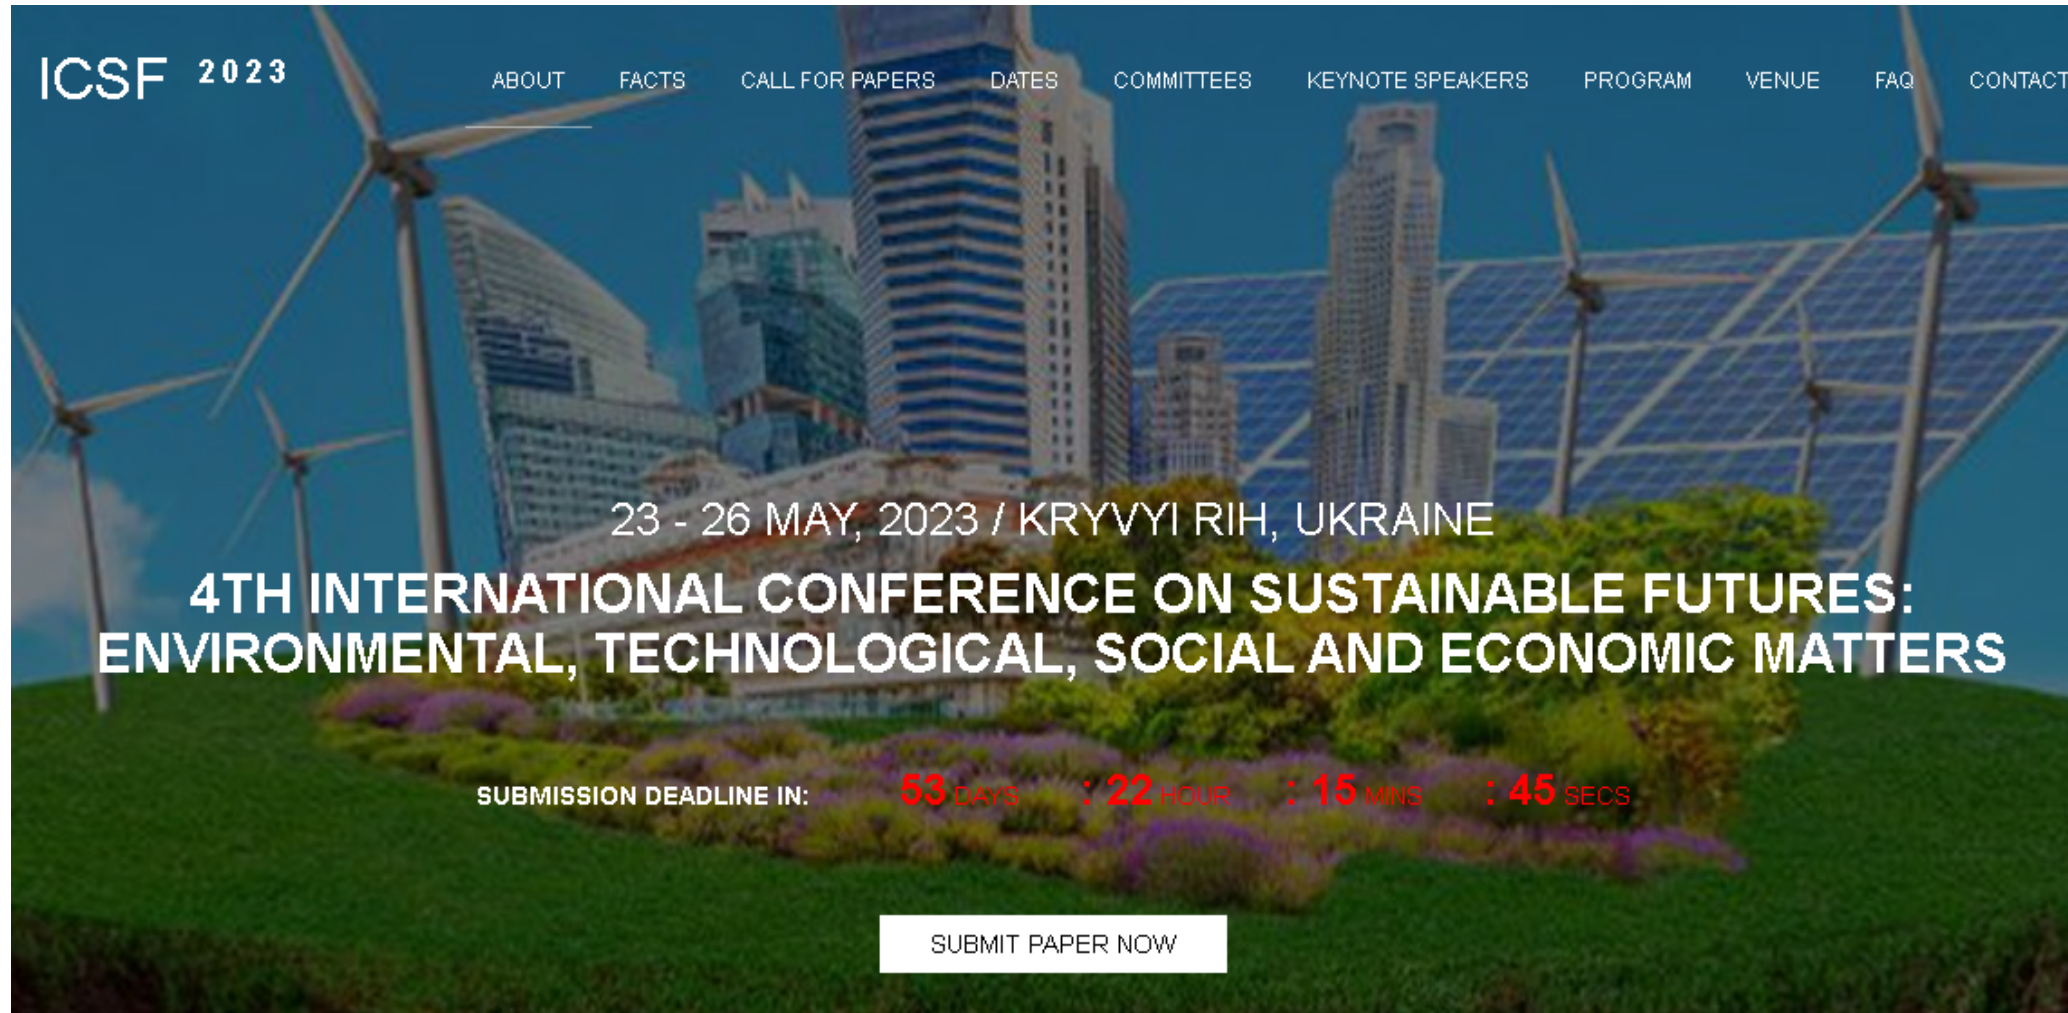 ICSF 2023
ABOUT FACTS CALL FOR PAPERS DATES COMMITTEES KEYNOTE SPEAKERS PROGRAM VENUE FAQ CONTACT
23 - 26 MAY, 2023 / KRYVYI RIH, UKRAINE
4TH INTERNATIONAL CONFERENCE ON SUSTAINABLE FUTURES:
ENVIRONMENTAL, TECHNOLOGICAL, SOCIAL AND ECONOMIC MATTERS
SUBMISSION DEADLINE IN: 53 DAYS : 22 HOUR : 15 MINS : 45 SECS
SUBMIT PAPER NOW